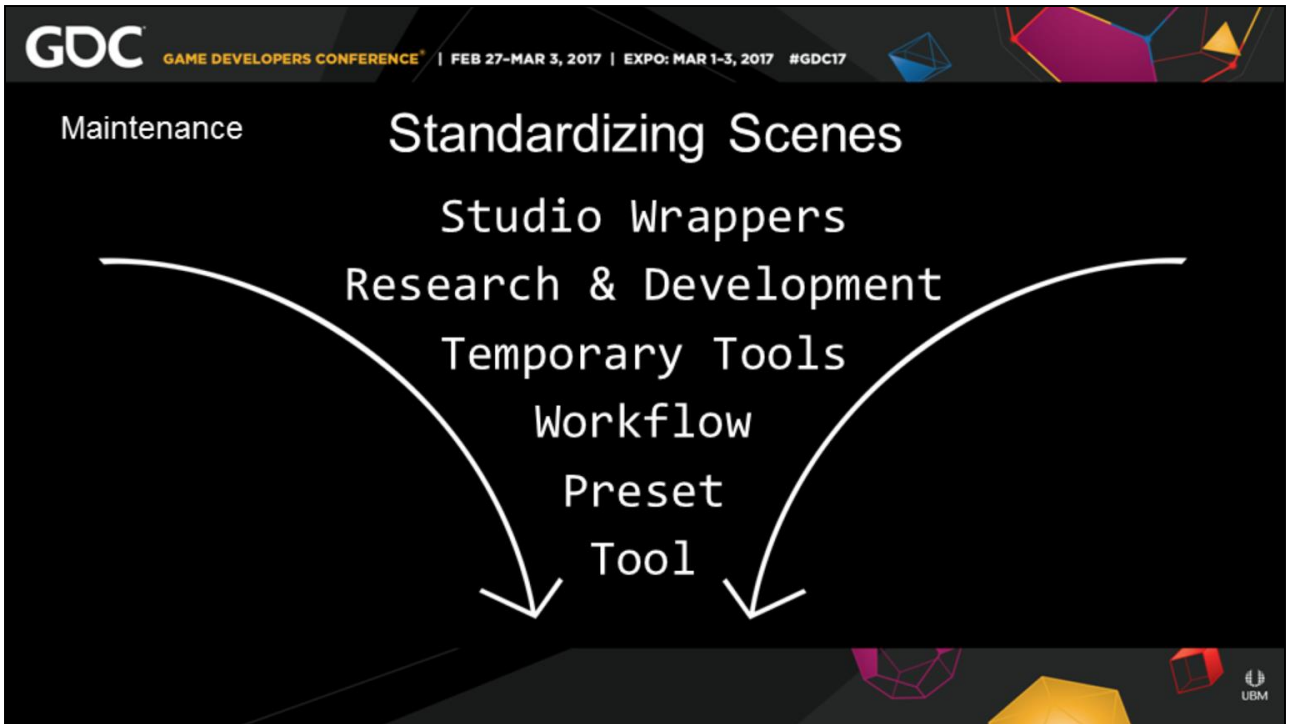 GDC GAME DEVELOPERS CONFERENCE® | FEB 27-MAR 3, 2017 | EXPO: MAR 1-3, 2017 #GDC17
Maintenance
Standardizing Scenes
Studio Wrappers
Research & Development
Temporary Tools
Workflow
Preset
Tool
UBM